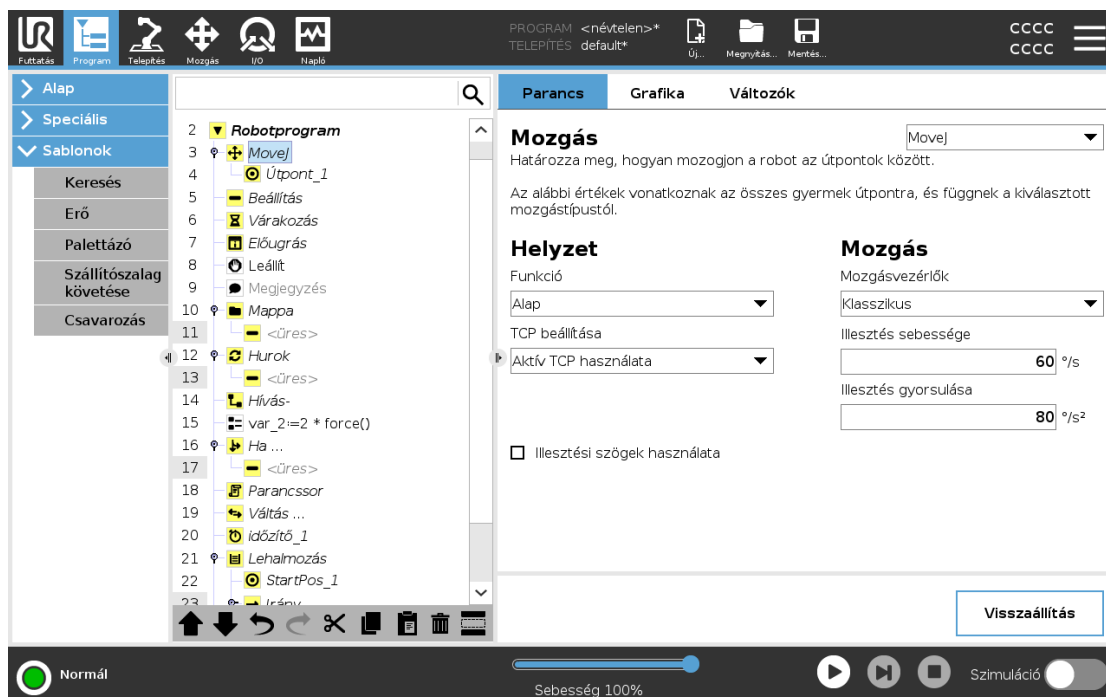 UR
PROGRAM <névtelen>*
TELEPÍTÉS default*
Futtatás Program Telepítés Mozgás I/O Napló
Új... Megnyitás... Mentés...
CCCC
CCCC
Alap
Speciális
Sablonok
Keresés
Erő
Palettázó
Szállítószalag
követése
Csavarozás
2 Robotprogram
3 MoveJ
4 Útpont_1
5 Beállítás
6 Várakozás
7 Előugrás
8 Leállít
9 Megjegyzés
10 Mappa
11 <üres>
12 Hurok
13 <üres>
14 Hívás-
15 var_2:=2 * force()
16 Ha ...
17 <üres>
18 Parancssor
19 Váltás ...
20 időzítő_1
21 Lehalmozás
22 StartPos_1
23 Irány
Parancs Grafika Változók
Mozgás
MoveJ
Határozza meg, hogyan mozogjon a robot az útpontok között.
Az alábbi értékek vonatkoznak az összes gyermek útpontra, és függnek a kiválasztott
mozgástípustól.
Helyzet
Funkció
Alap
TCP beállítása
Aktív TCP használata
Illesztési szögek használata
Mozgás
Mozgásvezérlők
Klasszikus
Illesztés sebessége
60 °/s
Illesztés gyorsulása
80 °/s²
Visszaállítás
Normál
Sebesség 100%
Szimuláció